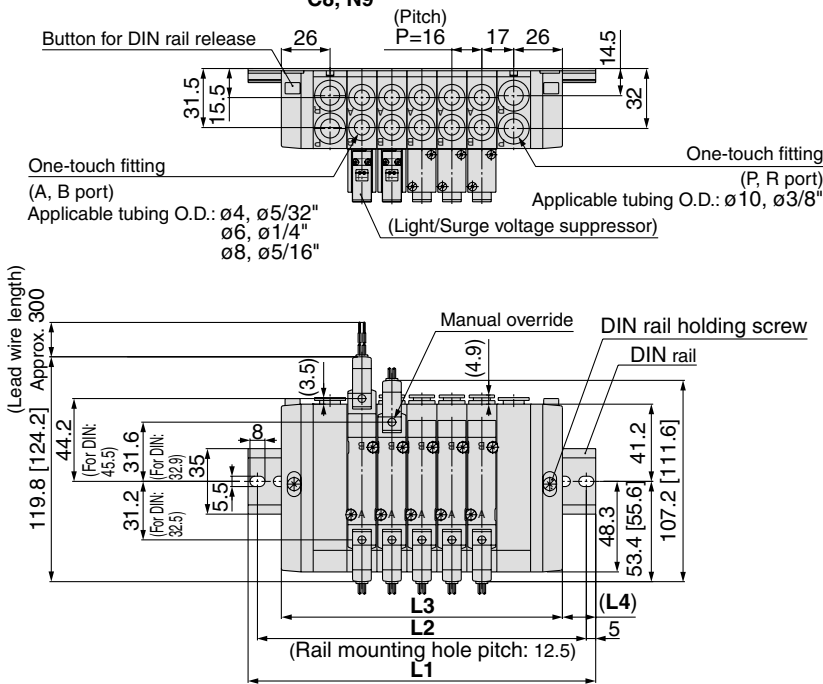 C8, N9
(Pitch)
P=16
26
17
26
Button for DIN rail release
14.5
31.5
15.5
32
One-touch fitting
(A, B port)
Applicable tubing O.D.: ø4, ø5/32"
ø6, ø1/4"
ø8, ø5/16"
One-touch fitting
(P, R port)
Applicable tubing O.D.: ø10, ø3/8"
(Light/Surge voltage suppressor)
(Lead wire length)
Approx. 300
Manual override
DIN rail holding screw
DIN rail
(3.5)
(4.9)
119.8 [124.2]
44.2
(For DIN:
45.5)
31.6
(For DIN:
32.9)
8
35
5.5
31.2
(For DIN:
32.5)
41.2
48.3
53.4 [55.6]
107.2 [111.6]
B B B B
A A A A A
L3
(L4)
L2
5
(Rail mounting hole pitch: 12.5)
L1